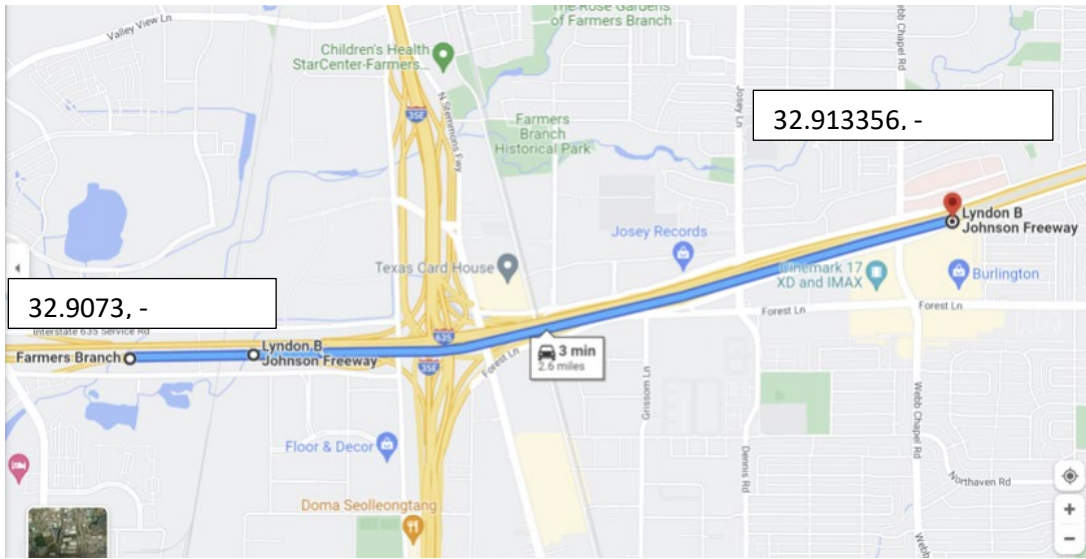 The Rose Gardens
of Farmers Branch
Valley View Ln
Children's Health
StarCenter-Farmers...
Webb Chapel Rd
35E
N Stemmons Fwy
Josey Ln
32.913356, -
Farmers
Branch
Historical Park
Lyndon B
Johnson Freeway
Josey Records
Texas Card House
Cinemark 17
XD and IMAX
Burlington
32.9073, -
Forest Ln
Forest Ln
Interstate 635 Service Rd
635
Farmers Branch
Lyndon B
Johnson Freeway
3 min
2.6 miles
35E
Forest Ln
Grissom Ln
Webb Chapel Rd
Floor & Decor
Dennis Rd
Northaven Rd
Doma Seolleongtang
Webb